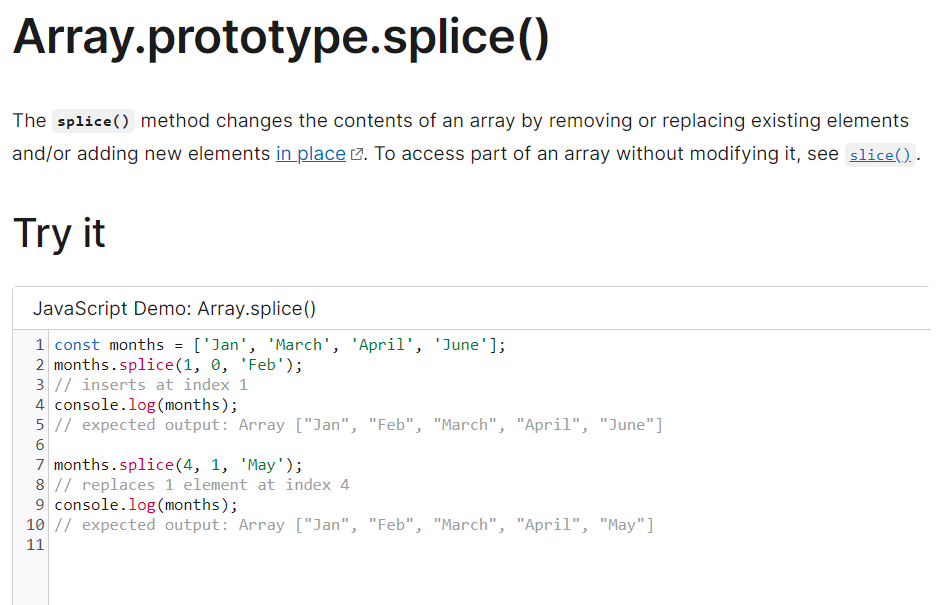 Array.prototype.splice()
The splice() method changes the contents of an array by removing or replacing existing elements
and/or adding new elements in place. To access part of an array without modifying it, see slice().
Try it
JavaScript Demo: Array.splice()
1 const months = ['Jan', 'March', 'April', 'June'];
2 months.splice(1, 0, 'Feb');
3 // inserts at index 1
4 console.log(months);
5 // expected output: Array ["Jan", "Feb", "March", "April", "June"]
6
7 months.splice(4, 1, 'May');
8 // replaces 1 element at index 4
9 console.log(months);
10 // expected output: Array ["Jan", "Feb", "March", "April", "May"]
11